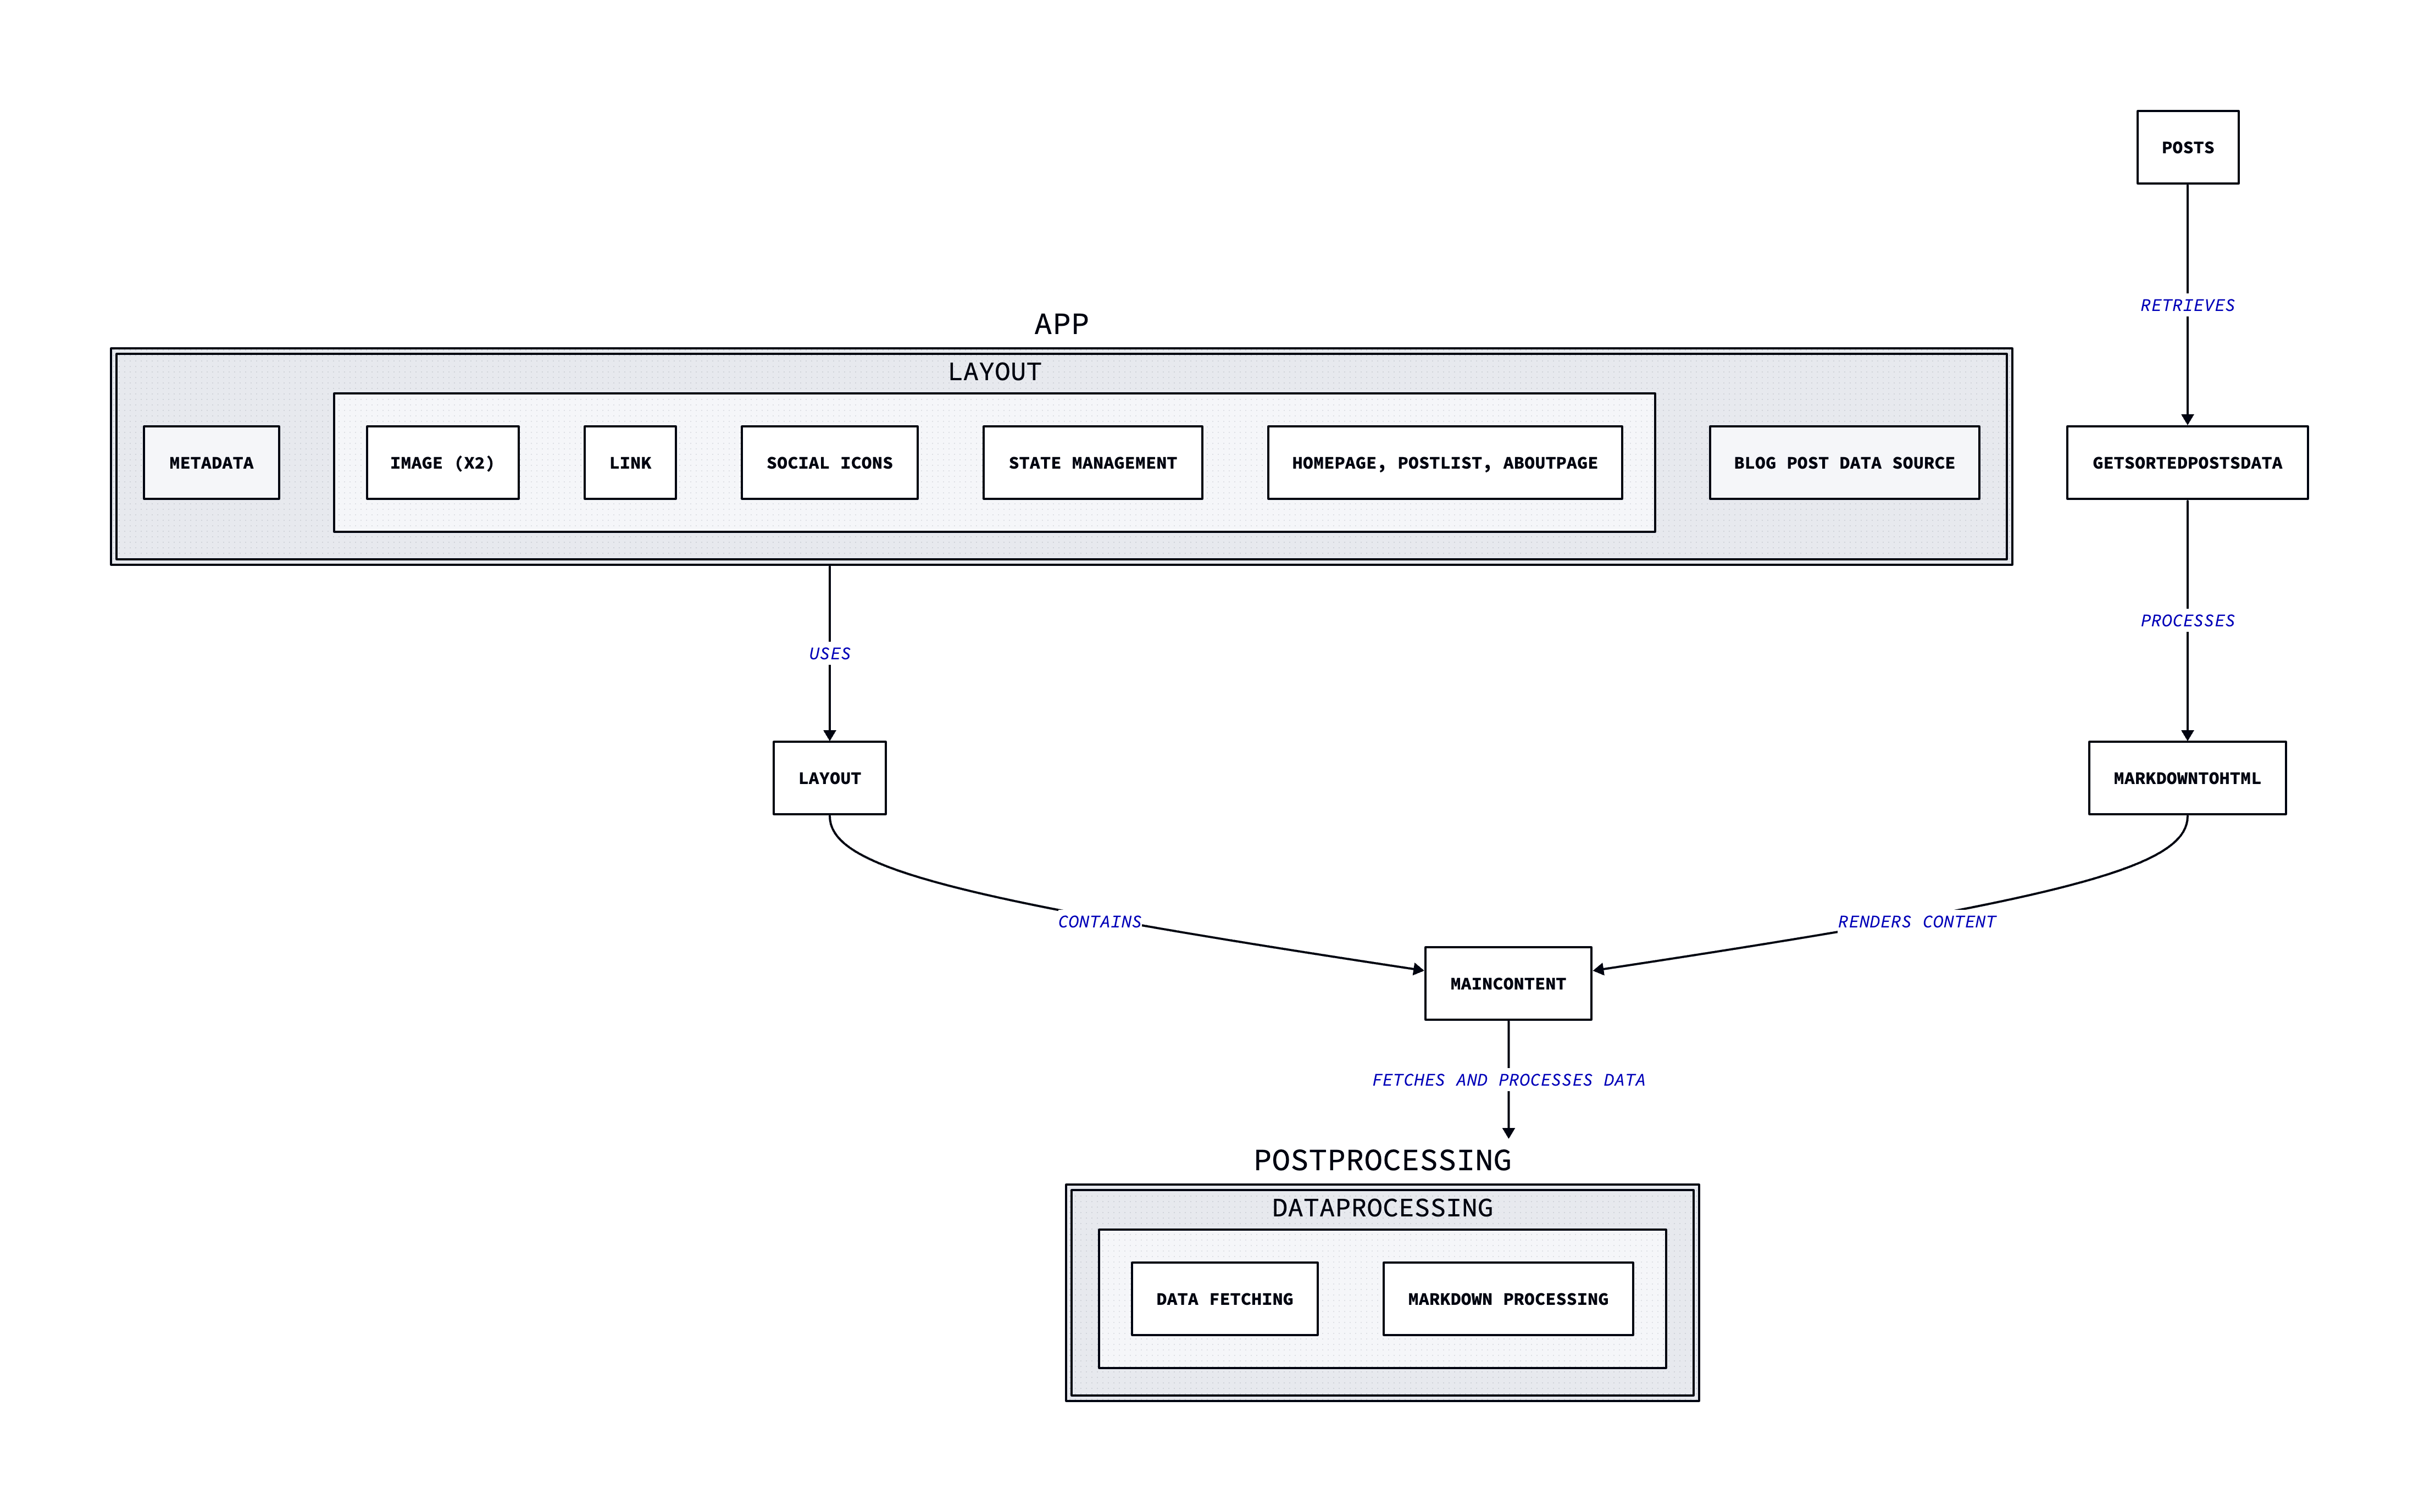 POSTS
RETRIEVES
APP
LAYOUT
METADATA
IMAGE (X2)
LINK
SOCIAL ICONS
STATE MANAGEMENT
HOMEPAGE, POSTLIST, ABOUTPAGE
BLOG POST DATA SOURCE
GETSORTEDPOSTSDATA
PROCESSES
USES
LAYOUT
MARKDOWNTOHTML
CONTAINS
RENDERS CONTENT
MAINCONTENT
FETCHES AND PROCESSES DATA
POSTPROCESSING
DATAPROCESSING
DATA FETCHING
MARKDOWN PROCESSING